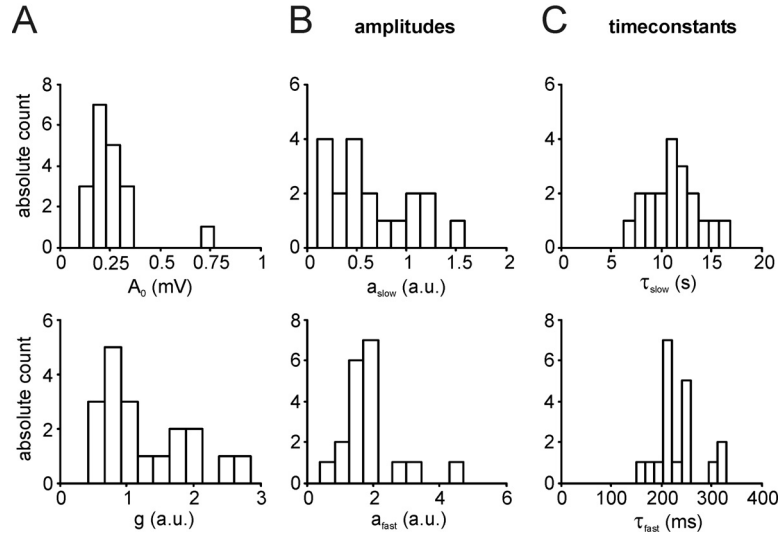 A
B amplitudes
C timeconstants
absolute count
8
6
4
2
0
0 0.25 0.5 0.75 1
A0 (mV)
6
4
2
0
0 0.5 1.0 1.5 2
aslow (a.u.)
6
4
2
0
0 5 10 15 20
τslow (s)
absolute count
8
6
4
2
0
0 1 2 3
g (a.u.)
8
6
4
2
0
0 2 4 6
afast (a.u.)
8
6
4
2
0
0 100 200 300 400
τfast (ms)